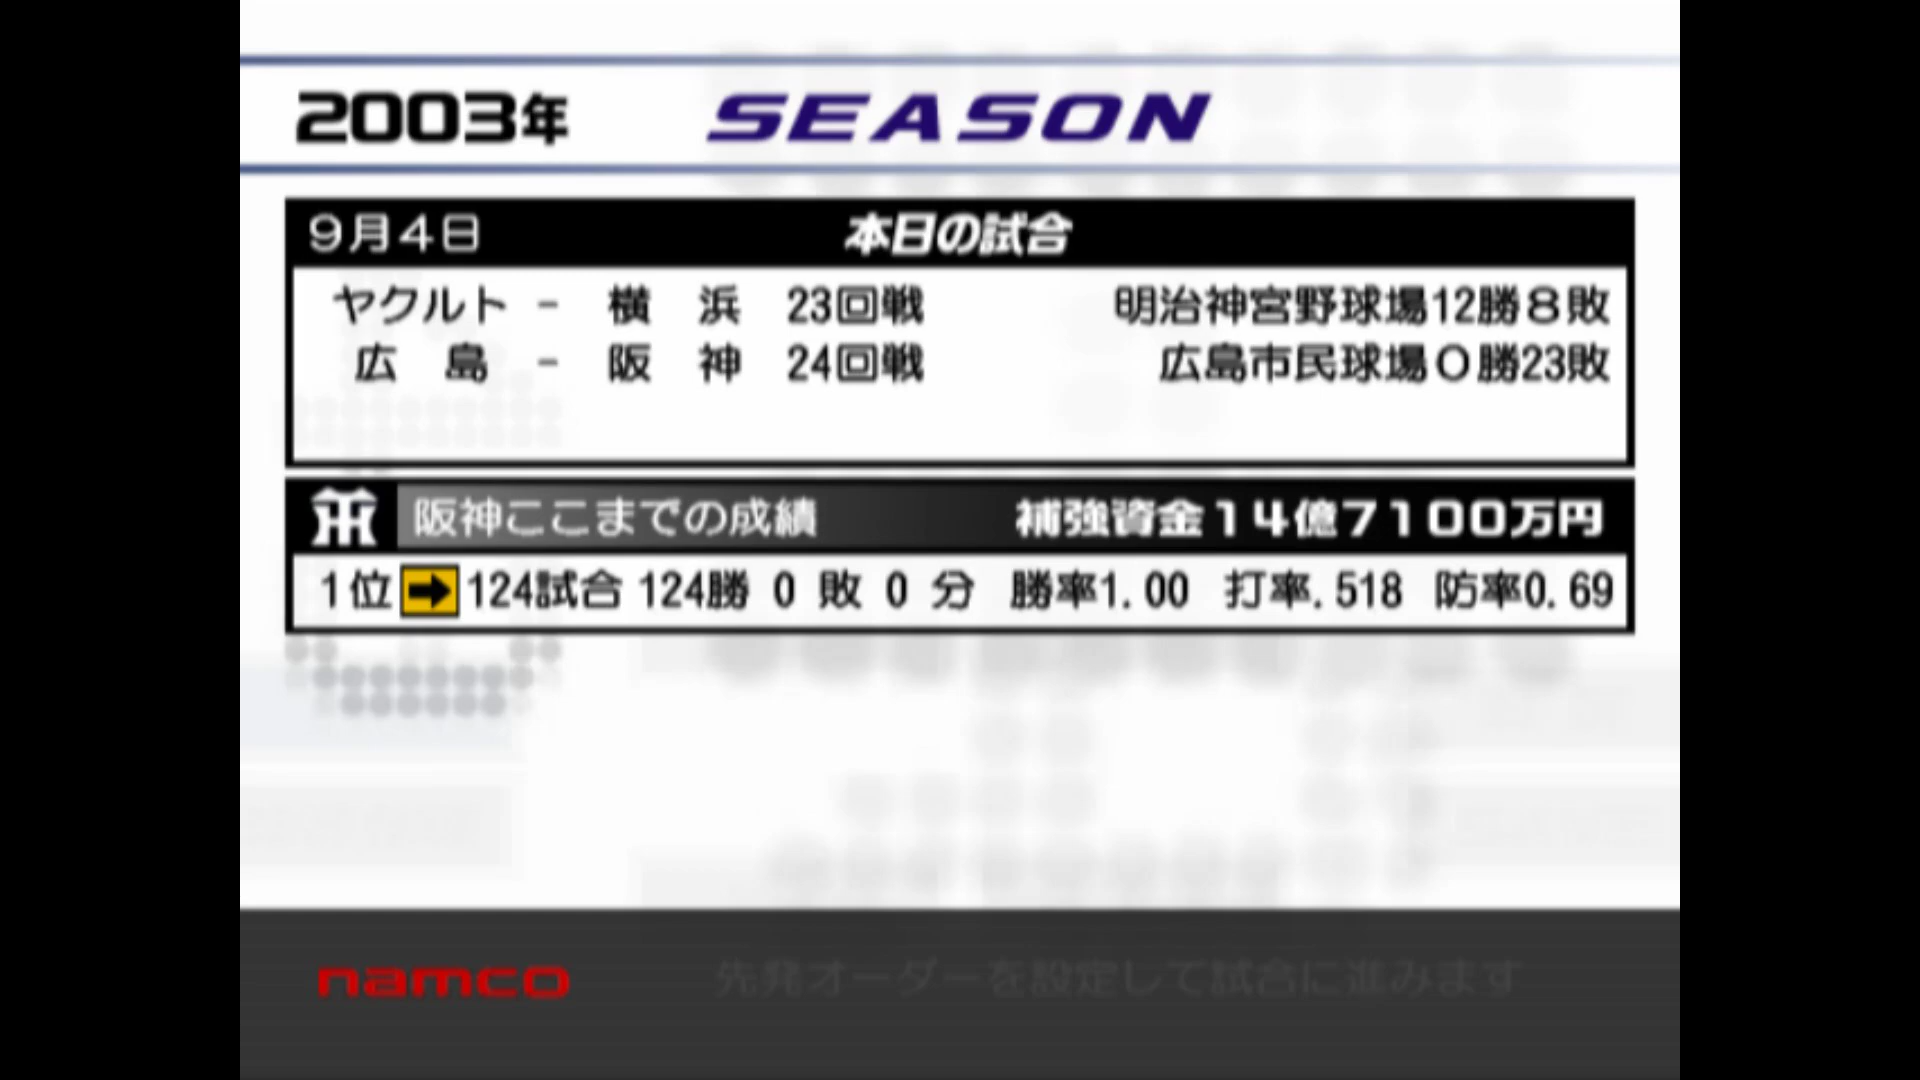 2003年 SEASON
9月4日 本日の試合
ヤクルト - 横 浜 23回戦 明治神宮野球場12勝8敗
広 島 - 阪 神 24回戦 広島市民球場0勝23敗
阪神ここまでの成績 補強資金14億7100万円
1位 ➡ 124試合 124勝 0 敗 0 分 勝率1.00 打率.518 防率0.69
namco 先発オーダーを設定して試合に進みます